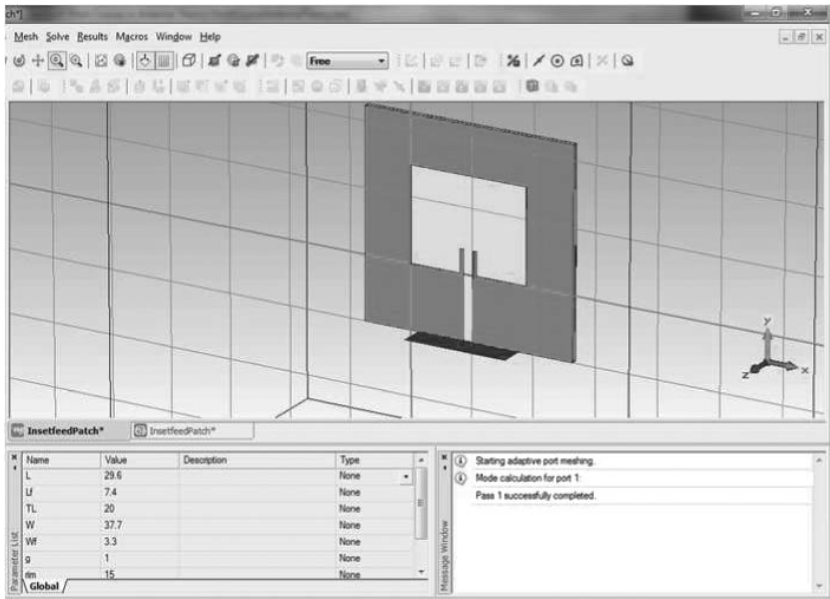 ch*]
Mesh Solve Results Macros Window Help
Free
y
z x
InsetfeedPatch* InsetfeedPatch*
Name Value Description Type
L 29.6 None
Lf 7.4 None
TL 20 None
W 37.7 None
Wf 3.3 None
g 1 None
rim 15 None
Global
Parameter List
Starting adaptive port meshing.
Mode calculation for port 1:
Pass 1 successfully completed.
Message Window